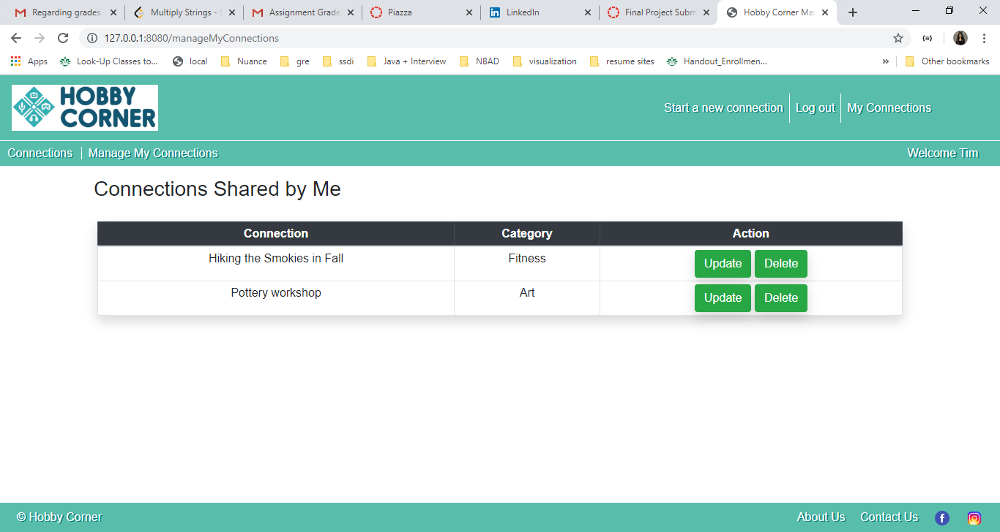 Regarding grades
Multiply Strings -
Assignment Grade
Piazza
LinkedIn
Final Project Subm
Hobby Corner Ma
127.0.0.1:8080/manageMyConnections
Apps
Look-Up Classes to...
local
Nuance
gre
ssdi
Java + Interview
NBAD
visualization
resume sites
Handout_Enrollmen...
»
Other bookmarks
HOBBY
CORNER
Start a new connection
Log out
My Connections
Connections
Manage My Connections
Welcome Tim
Connections Shared by Me
Connection Category Action
Hiking the Smokies in Fall Fitness Update Delete
Pottery workshop Art Update Delete
© Hobby Corner
About Us
Contact Us